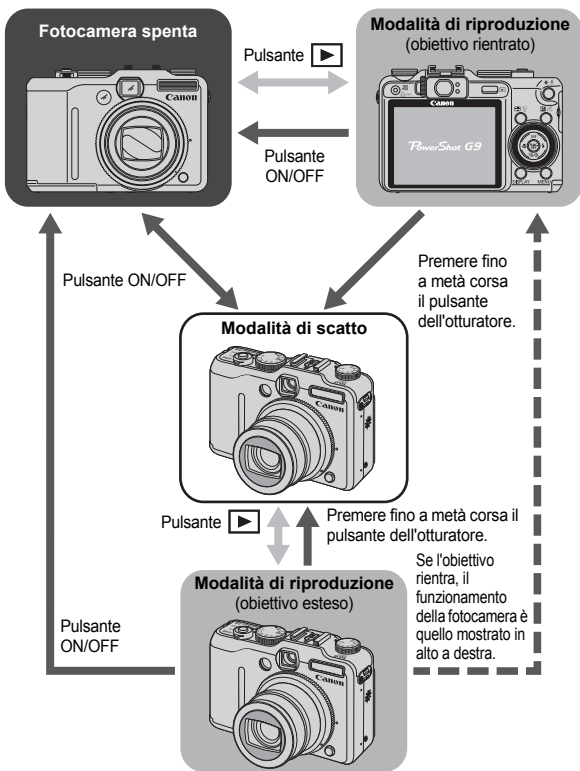 Fotocamera spenta
Canon
Pulsante
Modalità di riproduzione
(obiettivo rientrato)
Canon
PowerShot G9
DISPLAY
MENU
Pulsante
ON/OFF
Pulsante ON/OFF
Premere fino
a metà corsa
il pulsante
dell'otturatore.
Modalità di scatto
Canon
Pulsante
Premere fino a metà corsa il
pulsante dell'otturatore.
Modalità di riproduzione
(obiettivo esteso)
Canon
Se l'obiettivo
rientra, il
funzionamento
della fotocamera è
quello mostrato in
alto a destra.
Pulsante
ON/OFF